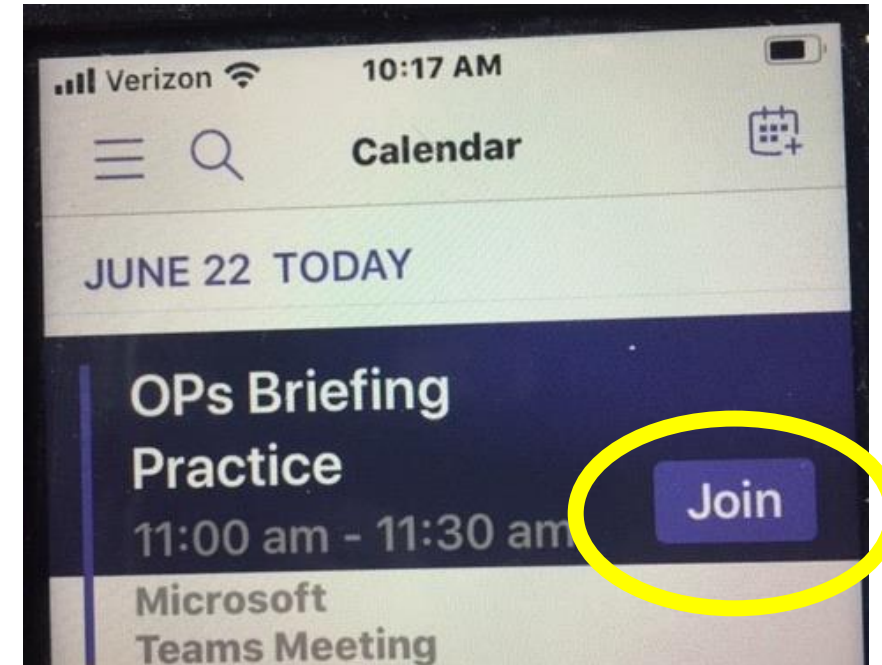 Verizon 10:17 AM
Calendar
JUNE 22 TODAY
OPs Briefing
Practice
11:00 am - 11:30 am
Join
Microsoft
Teams Meeting